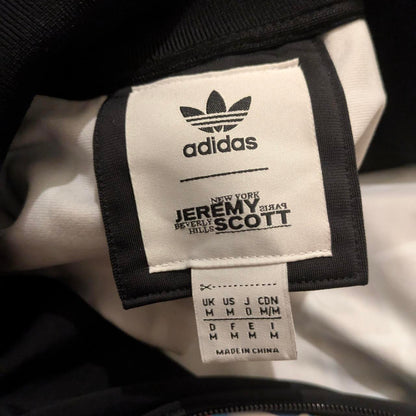 adidas
NEW YORK
JEREMY PARIS
BEVERLY HILLS SCOTT
UK US J CDN
M M O M/M
D F E I
M M M M
MADE IN CHINA